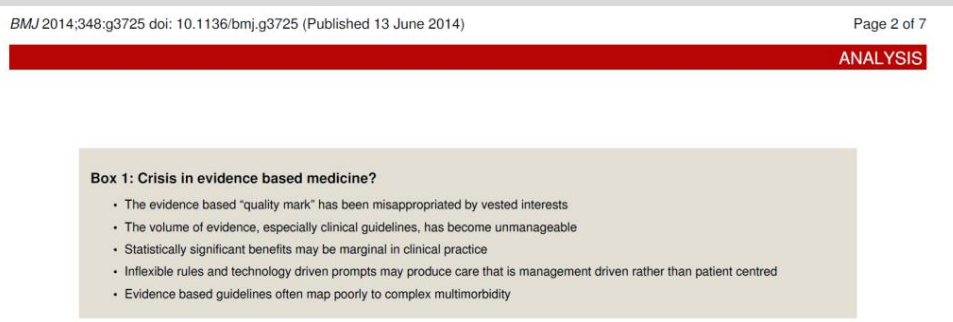 BMJ 2014;348:g3725 doi: 10.1136/bmj.g3725 (Published 13 June 2014) Page 2 of 7
ANALYSIS
Box 1: Crisis in evidence based medicine?
• The evidence based “quality mark” has been misappropriated by vested interests
• The volume of evidence, especially clinical guidelines, has become unmanageable
• Statistically significant benefits may be marginal in clinical practice
• Inflexible rules and technology driven prompts may produce care that is management driven rather than patient centred
• Evidence based guidelines often map poorly to complex multimorbidity